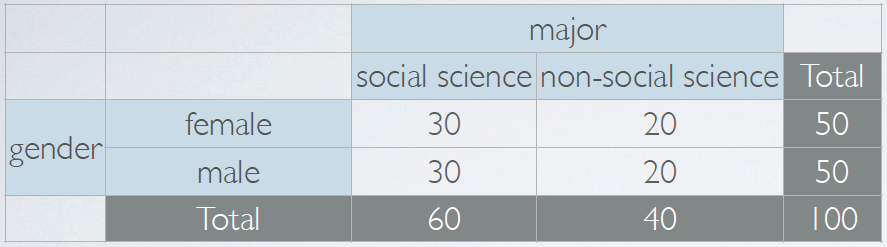 major
social science non-social science Total
gender female 30 20 50
male 30 20 50
Total 60 40 100